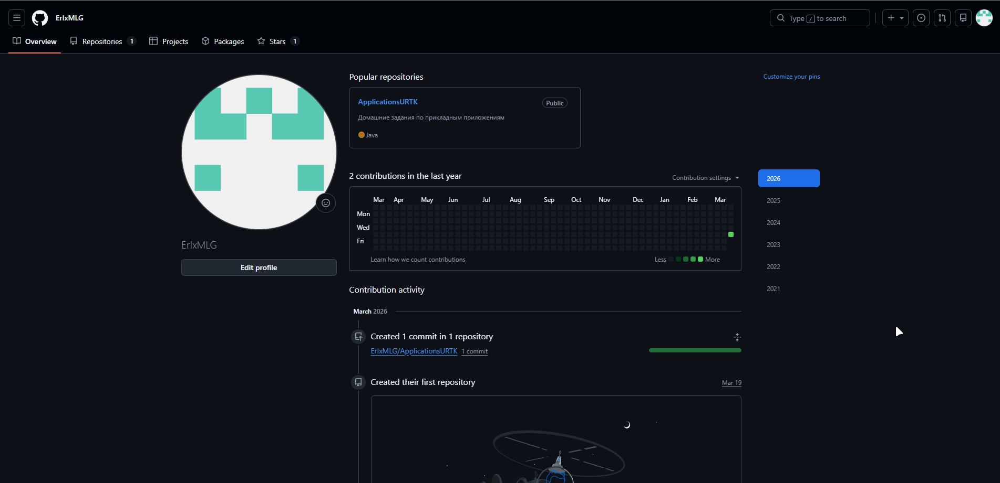 ErIxMLG
Type / to search
Overview
Repositories 1
Projects
Packages
Stars 1
Popular repositories
Customize your pins
ApplicationsURTK
Public
Домашние задания по прикладным приложениям
Java
2 contributions in the last year
Contribution settings
2026
2025
2024
2023
2022
2021
Mar Apr May Jun Jul Aug Sep Oct Nov Dec Jan Feb Mar
Mon
Wed
Fri
Learn how we count contributions
Less More
ErIxMLG
Edit profile
Contribution activity
March 2026
Created 1 commit in 1 repository
ErIxMLG/ApplicationsURTK 1 commit
Created their first repository
Mar 19